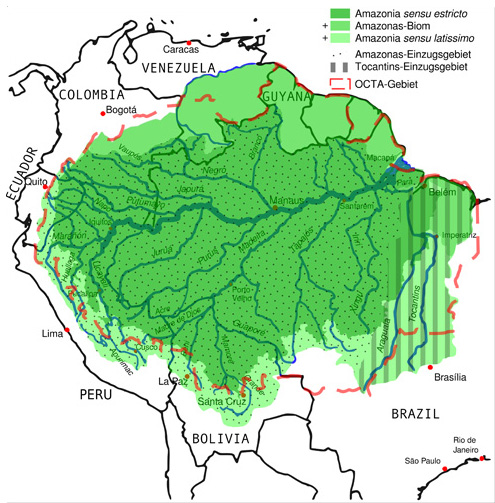 Amazonia sensu estricto
+ Amazonas-Biom
+ Amazonia sensu latissimo
Amazonas-Einzugsgebiet
Tocantins-Einzugsgebiet
OCTA-Gebiet
Caracas
VENEZUELA
COLOMBIA
GUYANA
Bogotá
Branco
Vaupés
Macapá
ECUADOR
Negro
Quito
Japurá
Pará
Belém
Napo
Putumayo
Manaus
Santarém
Iquitos
Marañón
Imperatriz
Juruá
Purus
Madeira
Tapajós
Xingu
Huallaga
Ucayali
Pucallpa
Porto
Velho
Tocantins
Acre
Madre de Dios
Guaporé
Araguaia
Lima
Cusco
Apurímac
Mamoré
La Paz
Brasília
PERU
Santa Cruz
BRAZIL
BOLIVIA
Rio de
Janeiro
São Paulo